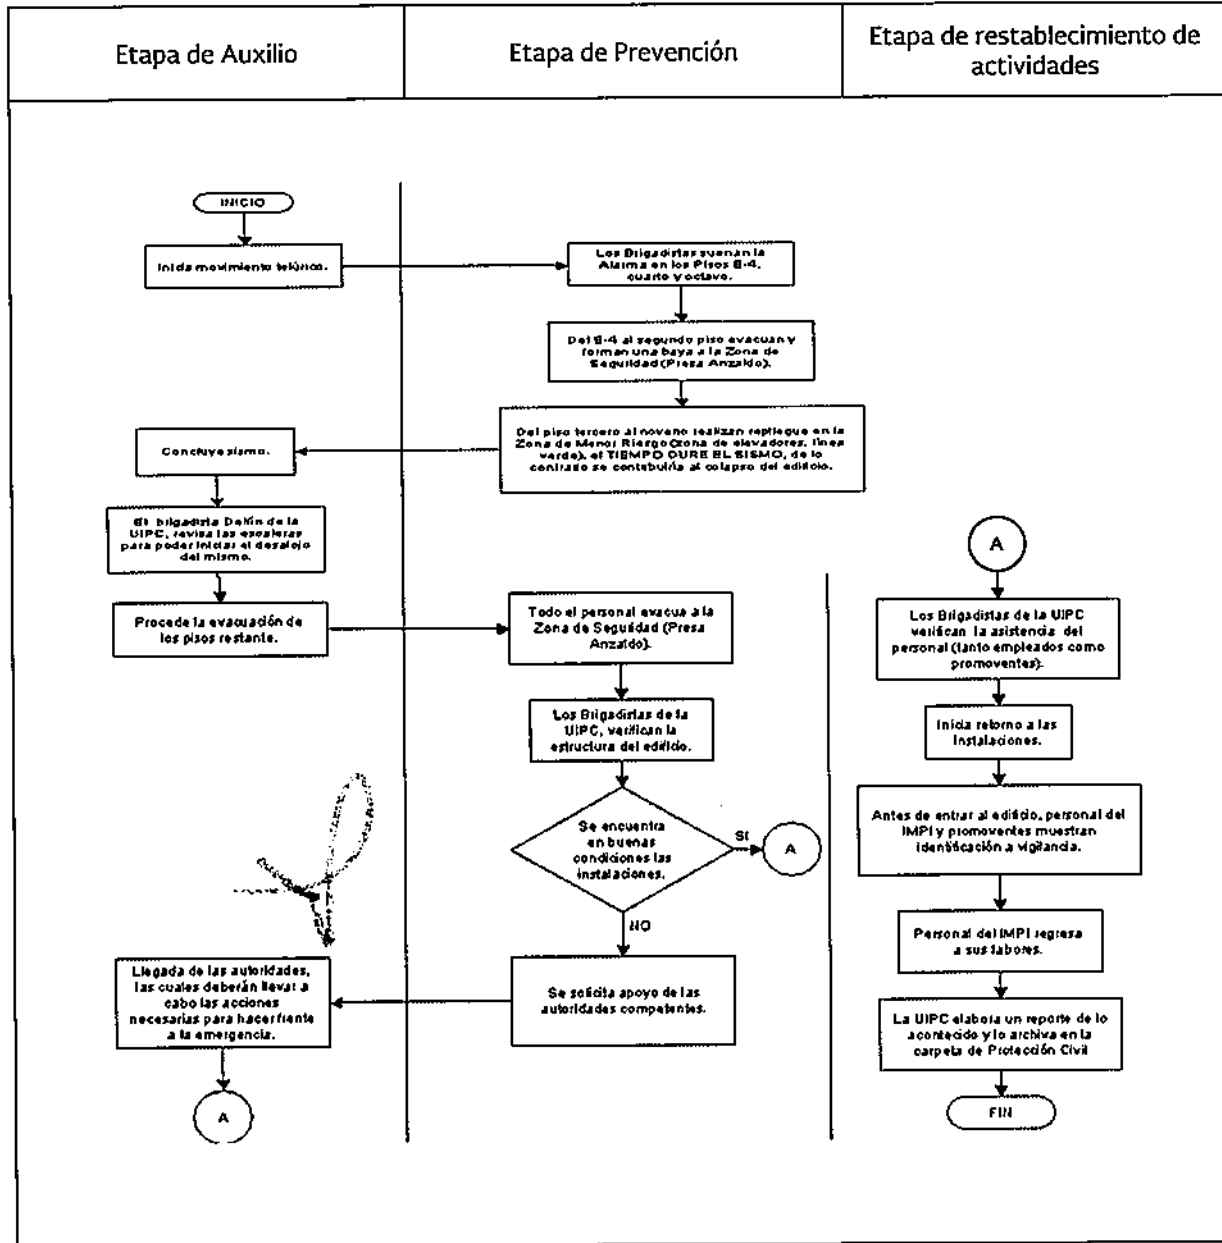 Etapa de Auxilio
Etapa de Prevención
Etapa de restablecimiento de
actividades
INICIO
Inicia movimiento telúrico.
Los Brigadistas suenan la
Alarma en los Pisos B-4,
cuarto y octavo.
Del B-4 al segundo piso evacuan y
forman una baya a la Zona de
Seguridad (Presa Anzaldo).
Del piso tercero al noveno realizan repliegue en la
Zona de Menor Riergo(zona de elevadores, línea
verde), el TIEMPO DURE EL SISMO, de lo
contrario se contribuiría al colapso del edificio.
Concluye sismo.
El brigadista Delfín de la
UIPC, revisa las escaleras
para poder iniciar el desalojo
del mismo.
Procede la evacuación de
los pisos restante.
Todo el personal evacua a la
Zona de Seguridad (Presa
Anzaldo).
Los Brigadistas de la
UIPC, verifican la
estructura del edificio.
Se encuentra
en buenas
condiciones las
instalaciones.
SI
A
NO
Se solicita apoyo de las
autoridades competentes.
Llegada de las autoridades,
las cuales deberán llevar a
cabo las acciones
necesarias para hacer frente
a la emergencia.
A
A
Los Brigadistas de la UIPC
verifican la asistencia del
personal (tanto empleados como
promoventes).
Inicia retorno a las
Instalaciones.
Antes de entrar al edificio, personal del
IMPI y promoventes muestran
identificación a vigilancia.
Personal del IMPI regresa
a sus labores.
La UIPC elabora un reporte de lo
acontecido y lo archiva en la
carpeta de Protección Civil
FIN